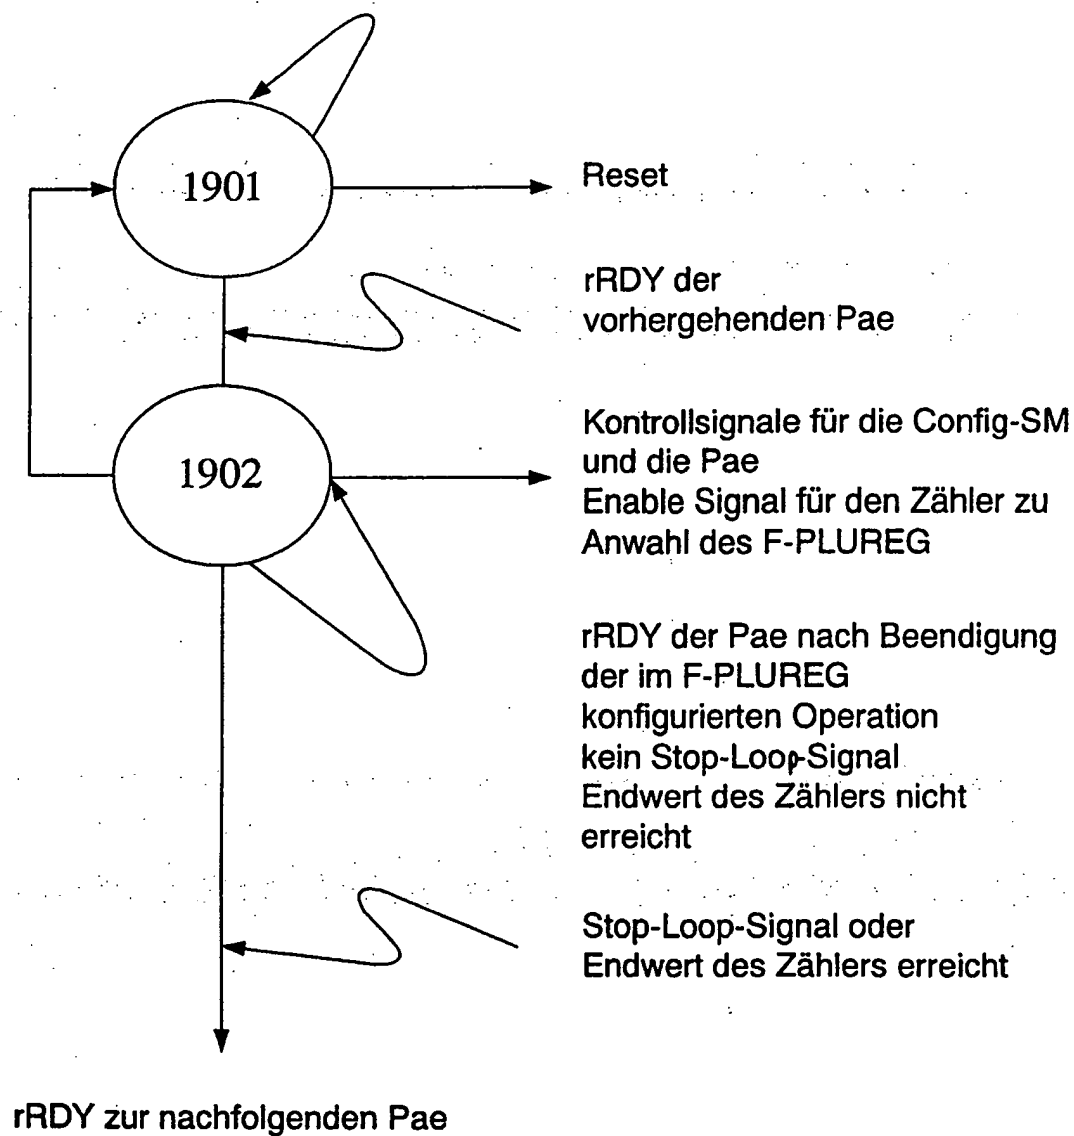 1901
Reset
rRDY der
vorhergehenden Pae
1902
Kontrollsignale für die Config-SM
und die Pae
Enable Signal für den Zähler zu
Anwahl des F-PLUREG
rRDY der Pae nach Beendigung
der im F-PLUREG
konfigurierten Operation
kein Stop-Loop-Signal
Endwert des Zählers nicht
erreicht
Stop-Loop-Signal oder
Endwert des Zählers erreicht
rRDY zur nachfolgenden Pae